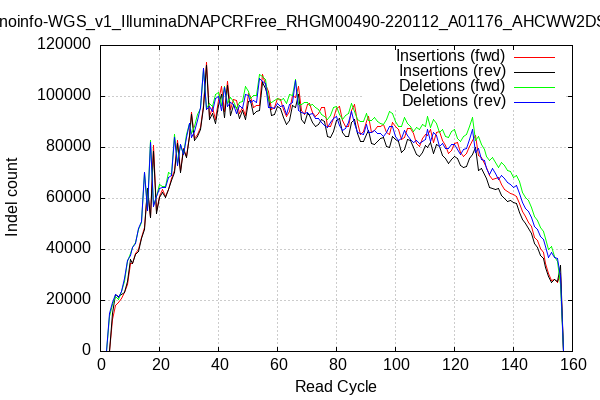 noinfo-WGS_v1_IlluminaDNAPCRFree_RHGM00490-220112_A01176_AHCWW2DS
Insertions (fwd)
Insertions (rev)
Deletions (fwd)
Deletions (rev)
Indel count
120000
100000
80000
60000
40000
20000
0
0 20 40 60 80 100 120 140 160
Read Cycle